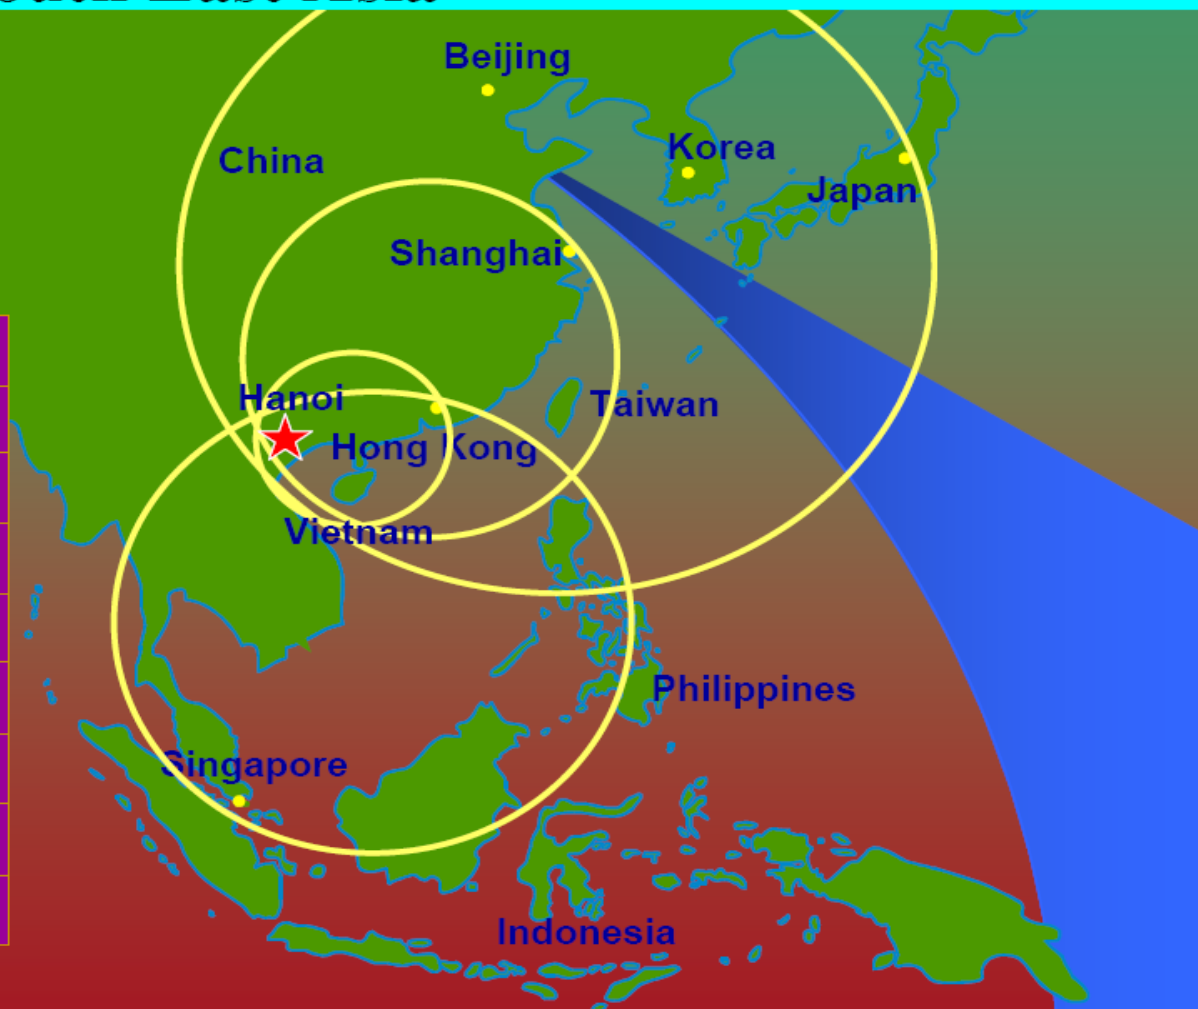 Beijing
Korea
China
Japan
Shanghai
Hanoi
Taiwan
Hong Kong
Vietnam
Philippines
Singapore
Indonesia